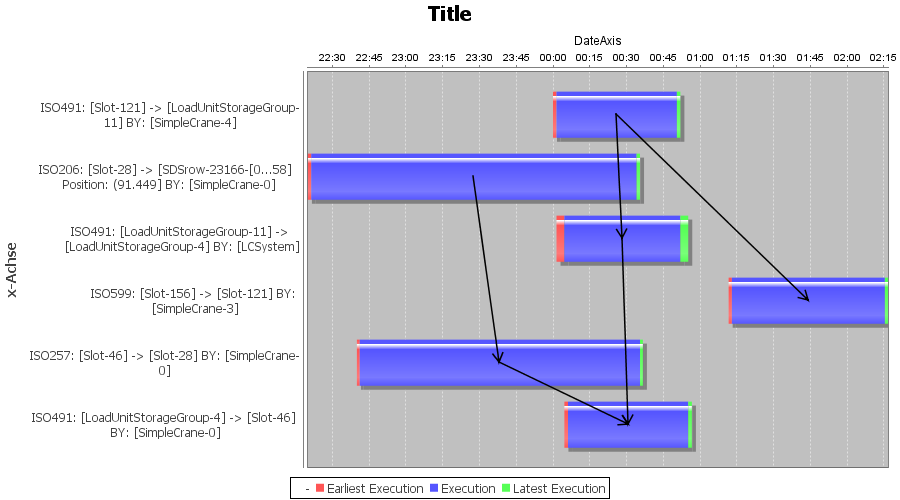 Title
DateAxis
22:30 22:45 23:00 23:15 23:30 23:45 00:00 00:15 00:30 00:45 01:00 01:15 01:30 01:45 02:00 02:15
x-Achse
ISO491: [Slot-121] -> [LoadUnitStorageGroup-
11] BY: [SimpleCrane-4]
ISO206: [Slot-28] -> [SDSrow-23166-[0...58]
Position: (91.449] BY: [SimpleCrane-0]
ISO491: [LoadUnitStorageGroup-11] ->
[LoadUnitStorageGroup-4] BY: [LCSystem]
ISO599: [Slot-156] -> [Slot-121] BY:
[SimpleCrane-3]
ISO257: [Slot-46] -> [Slot-28] BY: [SimpleCrane-
0]
ISO491: [LoadUnitStorageGroup-4] -> [Slot-46]
BY: [SimpleCrane-0]
- Earliest Execution Execution Latest Execution